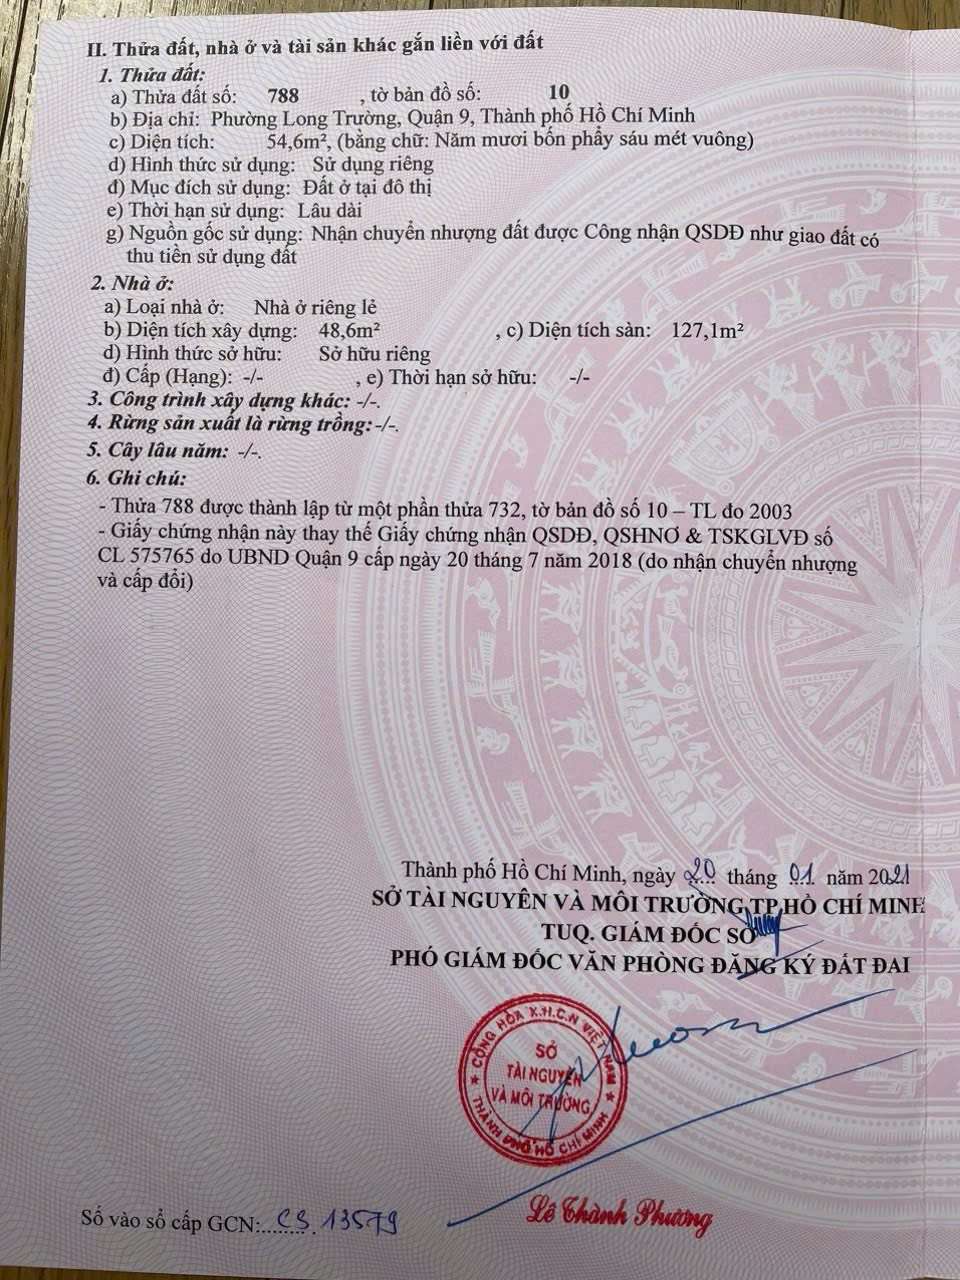 II. Thửa đất, nhà ở và tài sản khác gắn liền với đất
1. Thửa đất:
a) Thửa đất số: 788 , tờ bản đồ số: 10
b) Địa chỉ: Phường Long Trường, Quận 9, Thành phố Hồ Chí Minh
c) Diện tích: 54,6m², (bằng chữ: Năm mươi bốn phẩy sáu mét vuông)
d) Hình thức sử dụng: Sử dụng riêng
đ) Mục đích sử dụng: Đất ở tại đô thị
e) Thời hạn sử dụng: Lâu dài
g) Nguồn gốc sử dụng: Nhận chuyển nhượng đất được Công nhận QSDĐ như giao đất có
thu tiền sử dụng đất
2. Nhà ở:
a) Loại nhà ở: Nhà ở riêng lẻ
b) Diện tích xây dựng: 48,6m² , c) Diện tích sàn: 127,1m²
d) Hình thức sở hữu: Sở hữu riêng
đ) Cấp (Hạng): -/- , e) Thời hạn sở hữu: -/-
3. Công trình xây dựng khác: -/-.
4. Rừng sản xuất là rừng trồng:-/-.
5. Cây lâu năm: -/-.
6. Ghi chú:
- Thửa 788 được thành lập từ một phần thửa 732, tờ bản đồ số 10 – TL đo 2003
- Giấy chứng nhận này thay thế Giấy chứng nhận QSDĐ, QSHNƠ & TSKGLVĐ số
CL 575765 do UBND Quận 9 cấp ngày 20 tháng 7 năm 2018 (do nhận chuyển nhượng
và cấp đổi)
Thành phố Hồ Chí Minh, ngày 20 tháng 01 năm 2021
SỞ TÀI NGUYÊN VÀ MÔI TRƯỜNG TP.HỒ CHÍ MINH
TUQ. GIÁM ĐỐC SỞ
PHÓ GIÁM ĐỐC VĂN PHÒNG ĐĂNG KÝ ĐẤT ĐAI
CỘNG HÒA X.H.C.N VIỆT NAM
SỞ
TÀI NGUYÊN
VÀ MÔI TRƯỜNG
THÀNH PHỐ HỒ CHÍ MINH
Lê Thành Phương
Số vào sổ cấp GCN:........ CS 13579